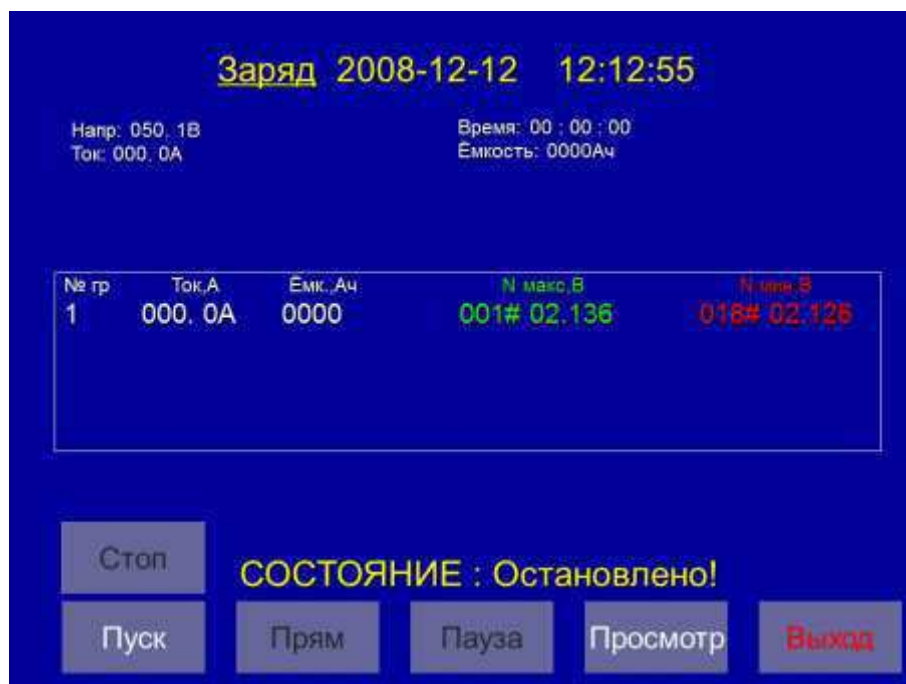 Заряд 2008-12-12 12:12:55
Напр: 050. 1В Время: 00 : 00 : 00
Ток: 000. 0А Ёмкость: 0000Ач
№ гр Ток,А Ёмк.,Ач N макс,В N мин,В
1 000. 0А 0000 001# 02.136 018# 02.126
Стоп
СОСТОЯНИЕ : Остановлено!
Пуск Прям Пауза Просмотр Выход